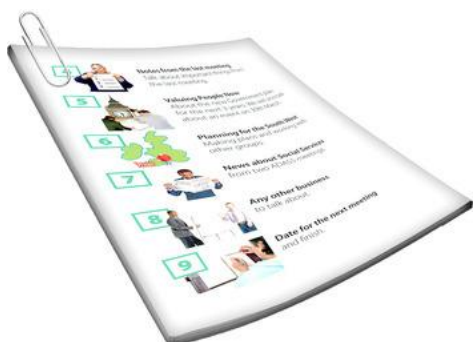 4
Notes from the last meeting
Talk about important things from
the last meeting.
5
Valuing People Now
About the new Government plan
for the next 3 years. We will
about an event on
6
Planning for the South West
Making plans and working with
other groups.
7
News about Social Services
from two ADASS meetings.
8
Any other business
to talk about.
9
Date for the next meeting
and finish.